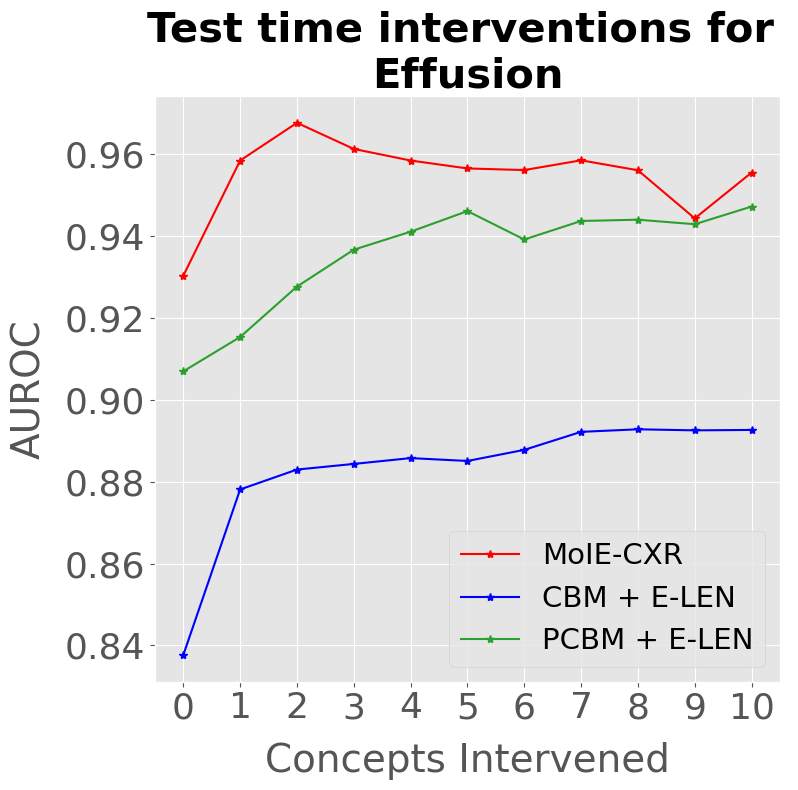 Test time interventions for
Effusion
AUROC
0.96
0.94
0.92
0.90
0.88
0.86
0.84
MoIE-CXR
CBM + E-LEN
PCBM + E-LEN
0 1 2 3 4 5 6 7 8 9 10
Concepts Intervened